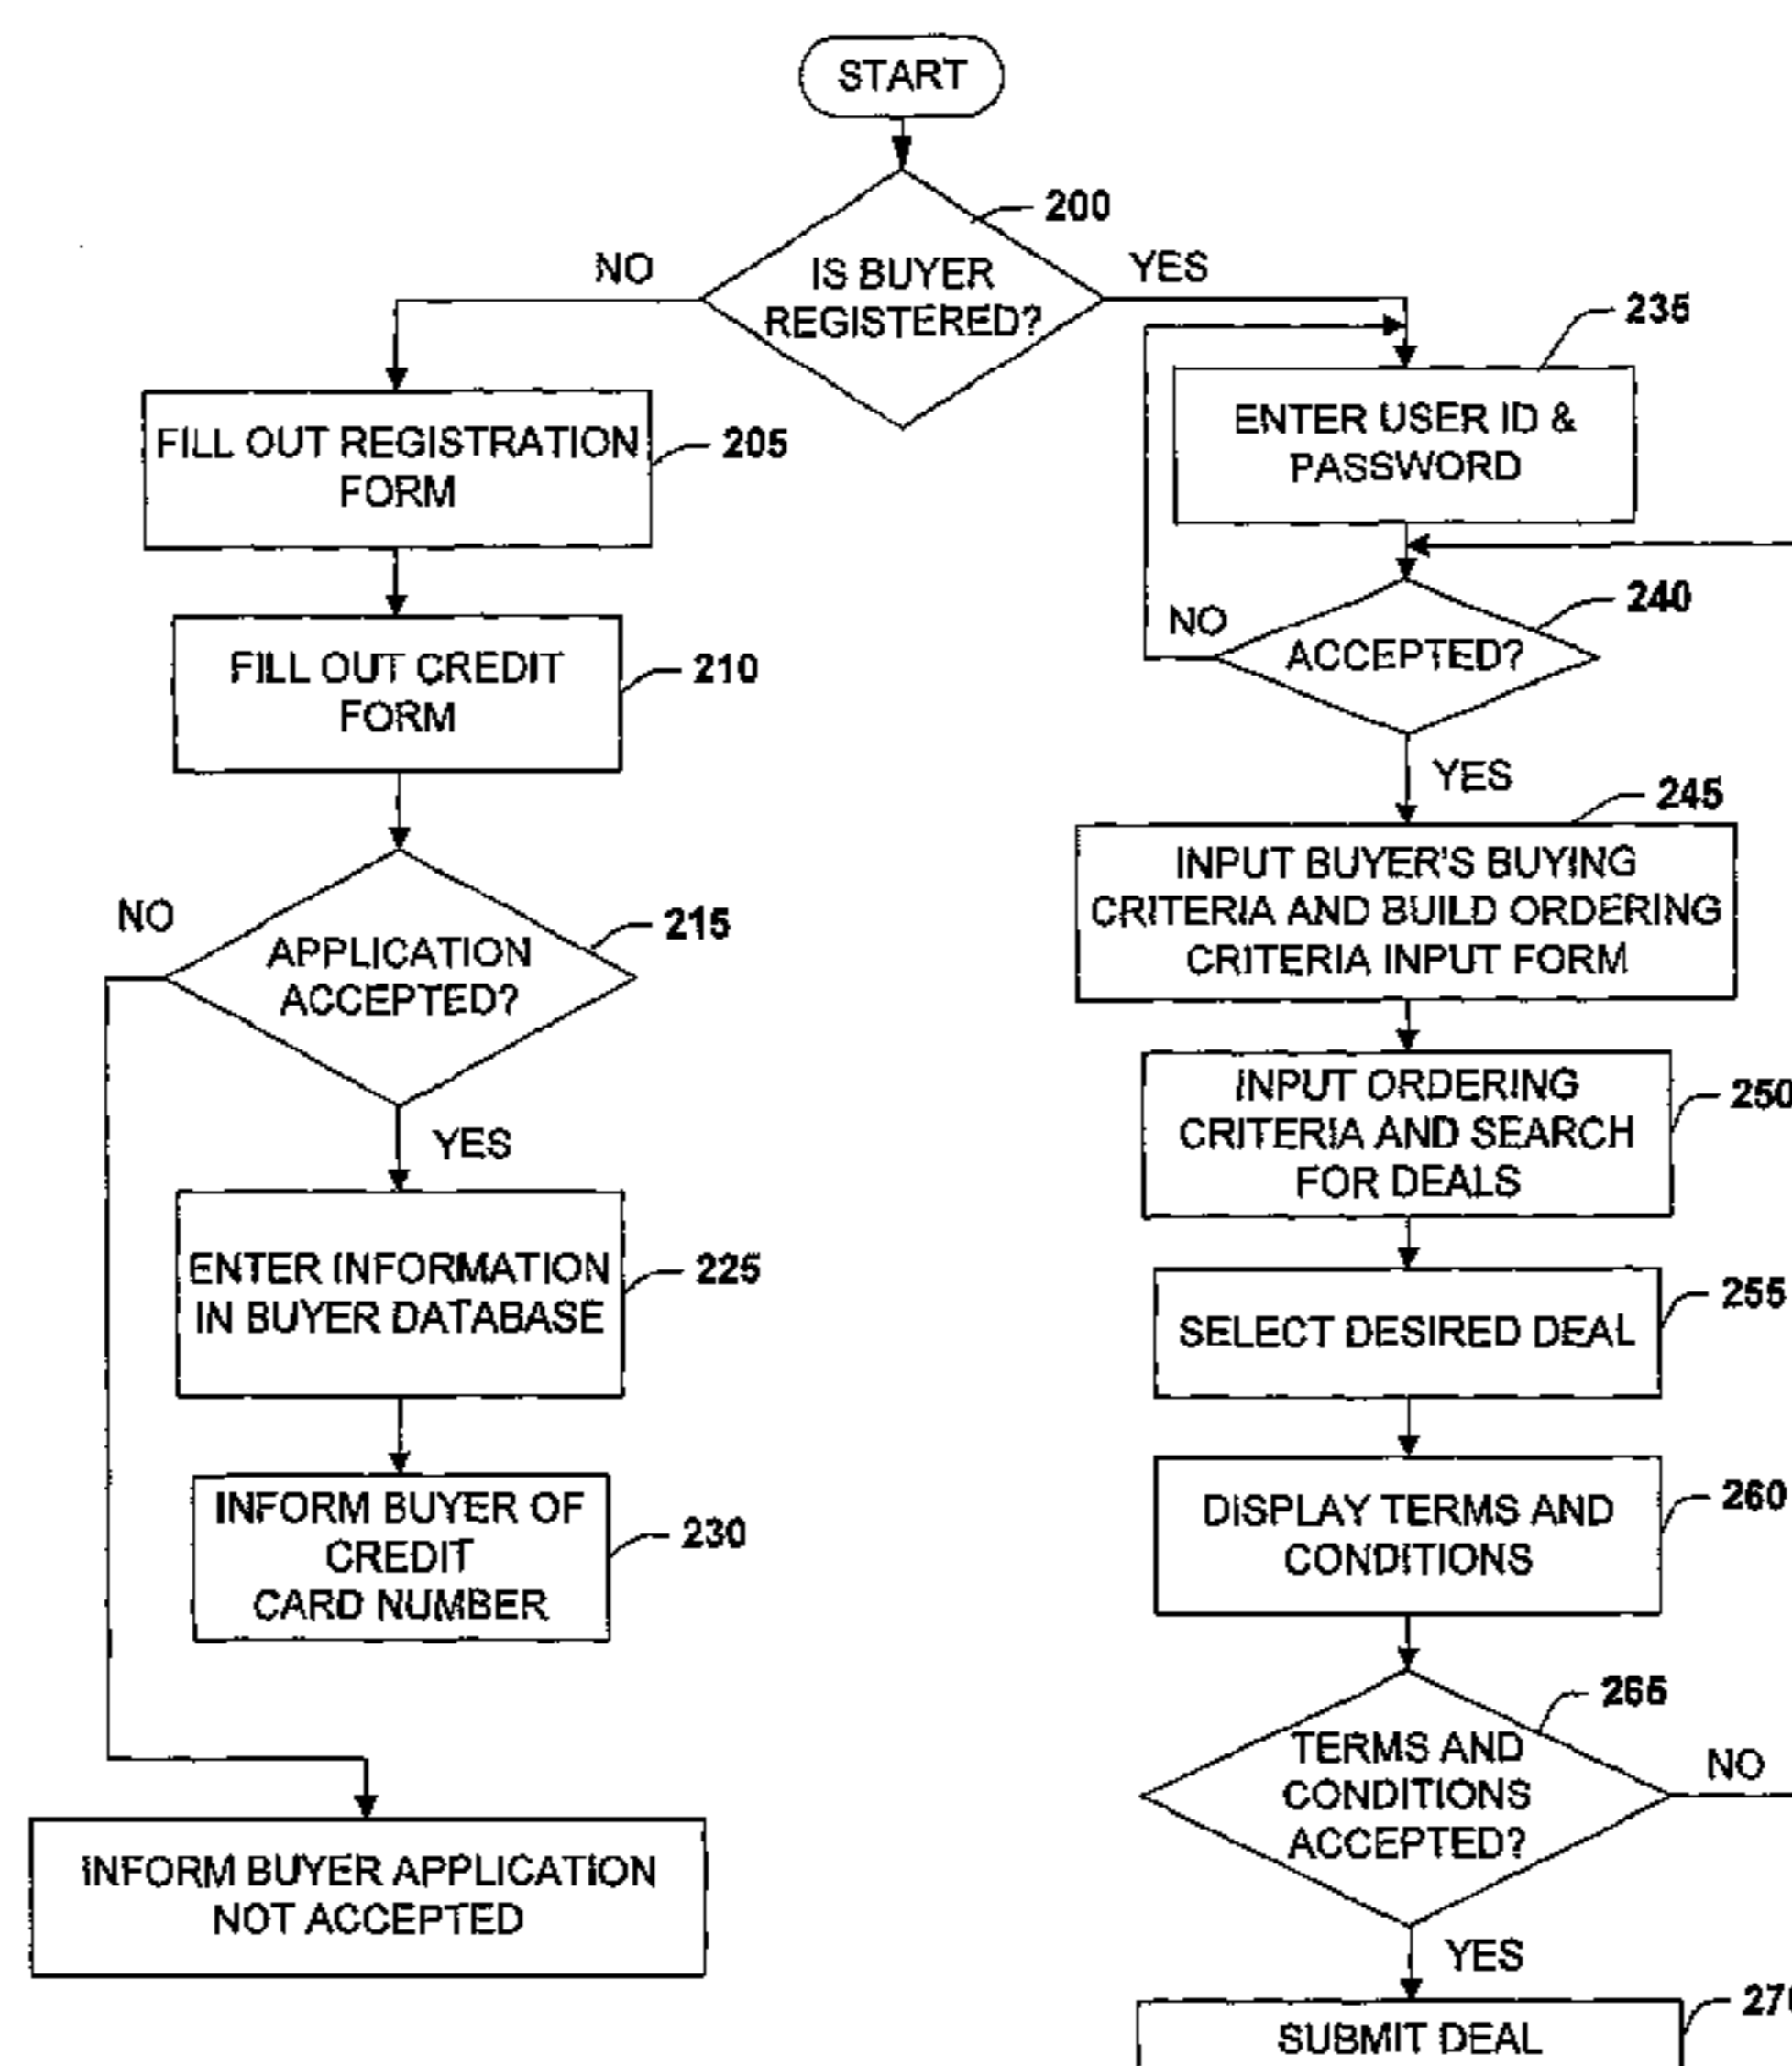 START
200
NO
IS BUYER
REGISTERED?
YES
FILL OUT REGISTRATION
FORM
205
FILL OUT CREDIT
FORM
210
NO
APPLICATION
ACCEPTED?
215
YES
ENTER INFORMATION
IN BUYER DATABASE
225
INFORM BUYER OF
CREDIT
CARD NUMBER
230
INFORM BUYER APPLICATION
NOT ACCEPTED
235
ENTER USER ID &
PASSWORD
240
NO
ACCEPTED?
YES
245
INPUT BUYER'S BUYING
CRITERIA AND BUILD ORDERING
CRITERIA INPUT FORM
INPUT ORDERING
CRITERIA AND SEARCH
FOR DEALS
250
SELECT DESIRED DEAL
255
DISPLAY TERMS AND
CONDITIONS
260
265
TERMS AND
CONDITIONS
ACCEPTED?
NO
YES
SUBMIT DEAL